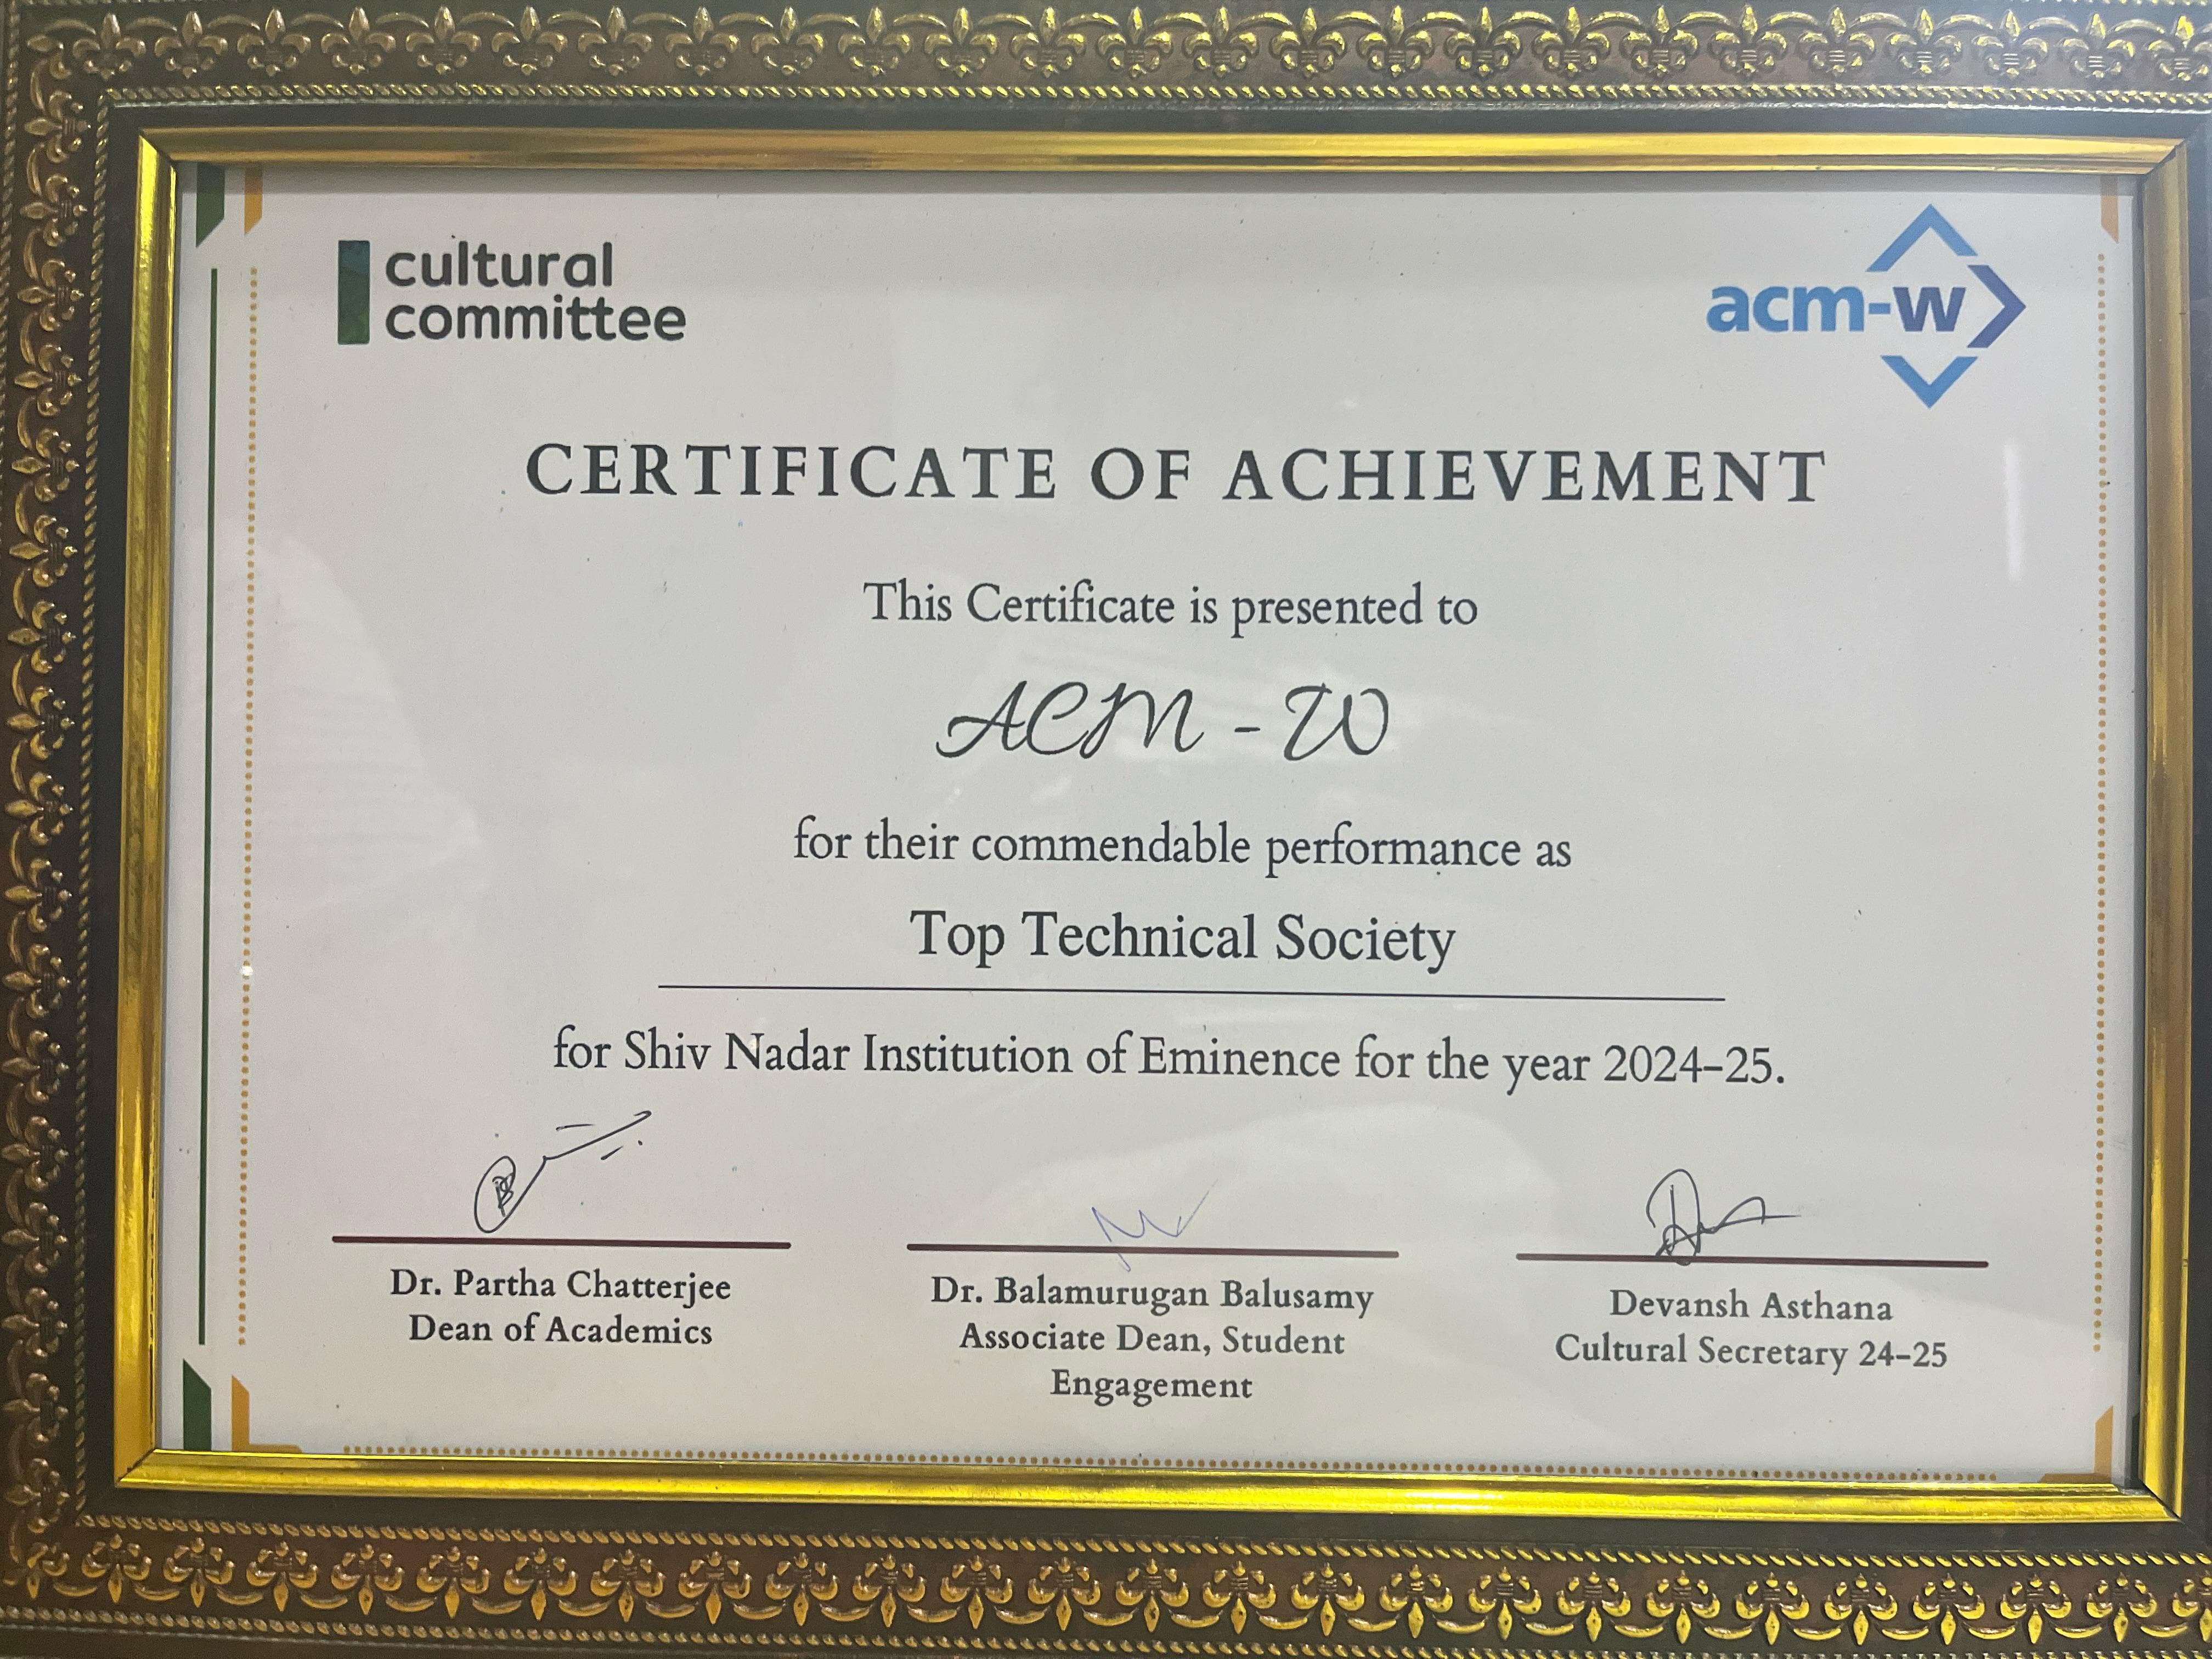 cultural
committee
acm-w
CERTIFICATE OF ACHIEVEMENT
This Certificate is presented to
ACM - W
for their commendable performance as
Top Technical Society
for Shiv Nadar Institution of Eminence for the year 2024-25.
Dr. Partha Chatterjee
Dean of Academics
Dr. Balamurugan Balusamy
Associate Dean, Student
Engagement
Devansh Asthana
Cultural Secretary 24-25